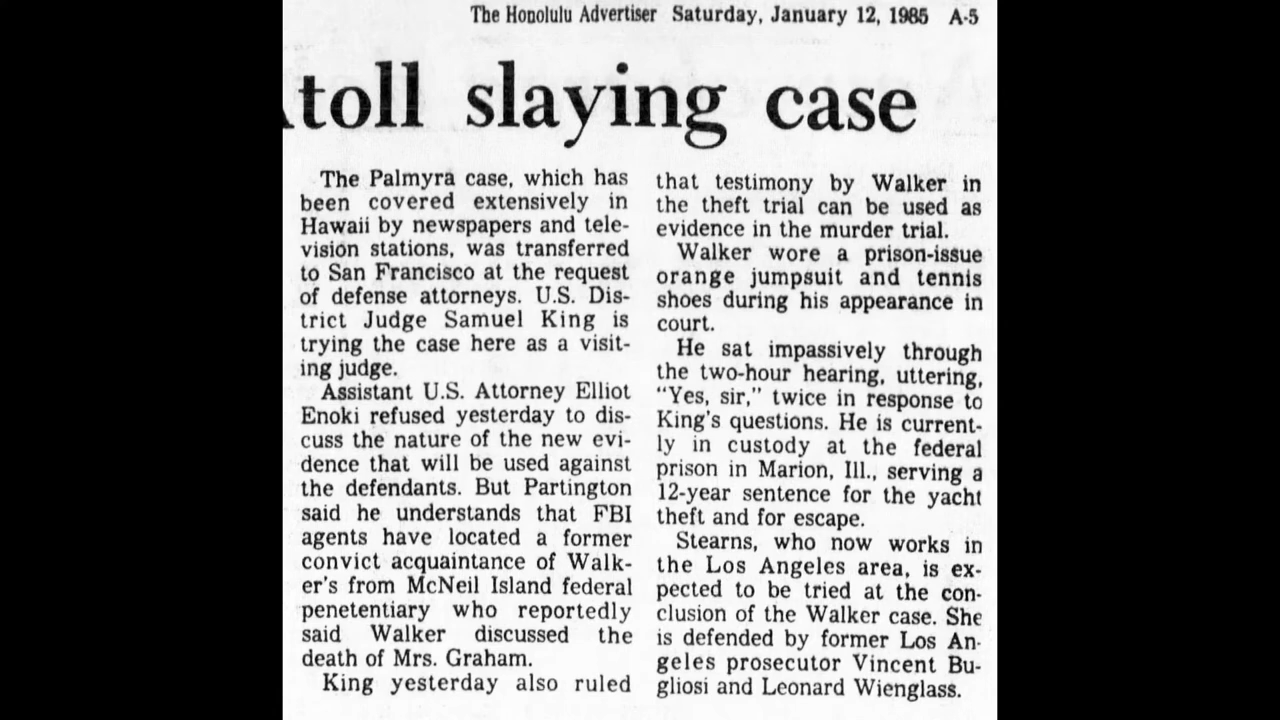 The Honolulu Advertiser Saturday, January 12, 1985 A-5
toll slaying case
The Palmyra case, which has
been covered extensively in
Hawaii by newspapers and tele-
vision stations, was transferred
to San Francisco at the request
of defense attorneys. U.S. Dis-
trict Judge Samuel King is
trying the case here as a visit-
ing judge.
Assistant U.S. Attorney Elliot
Enoki refused yesterday to dis-
cuss the nature of the new evi-
dence that will be used against
the defendants. But Partington
said he understands that FBI
agents have located a former
convict acquaintance of Walk-
er's from McNeil Island federal
penetentiary who reportedly
said Walker discussed the
death of Mrs. Graham.
King yesterday also ruled
that testimony by Walker in
the theft trial can be used as
evidence in the murder trial.
Walker wore a prison-issue
orange jumpsuit and tennis
shoes during his appearance in
court.
He sat impassively through
the two-hour hearing, uttering,
"Yes, sir," twice in response to
King's questions. He is current-
ly in custody at the federal
prison in Marion, Ill., serving a
12-year sentence for the yacht
theft and for escape.
Stearns, who now works in
the Los Angeles area, is ex-
pected to be tried at the con-
clusion of the Walker case. She
is defended by former Los An-
geles prosecutor Vincent Bu-
gliosi and Leonard Wienglass.